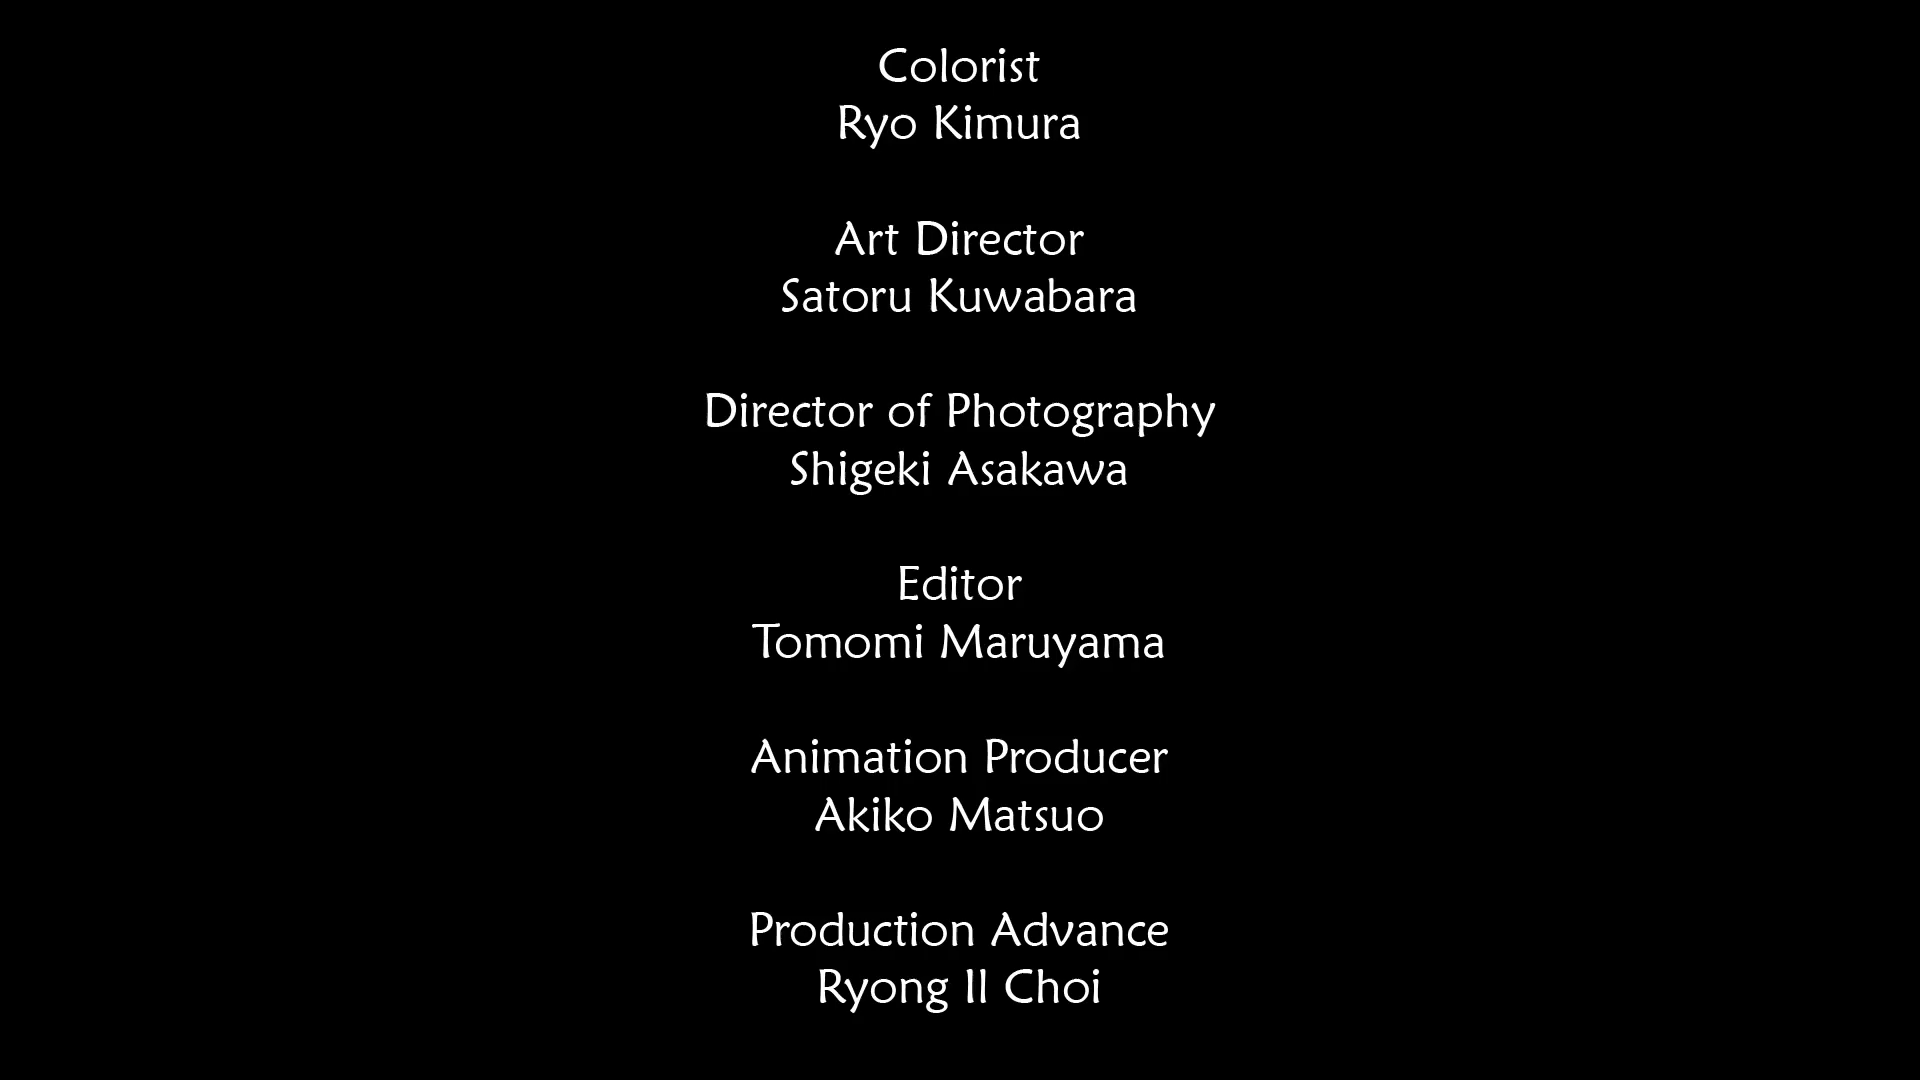 Colorist
Ryo Kimura
Art Director
Satoru Kuwabara
Director of Photography
Shigeki Asakawa
Editor
Tomomi Maruyama
Animation Producer
Akiko Matsuo
Production Advance
Ryong Il Choi